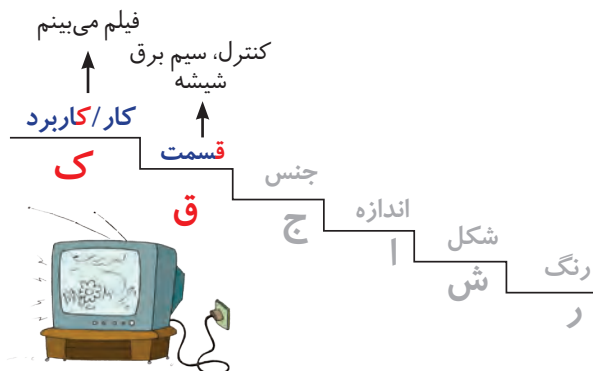 فیلم می‌بینم
کنترل، سیم برق
شیشه
کار/کاربرد
ک
قسمت
ق
جنس
ج
اندازه
ا
شکل
ش
رنگ
ر